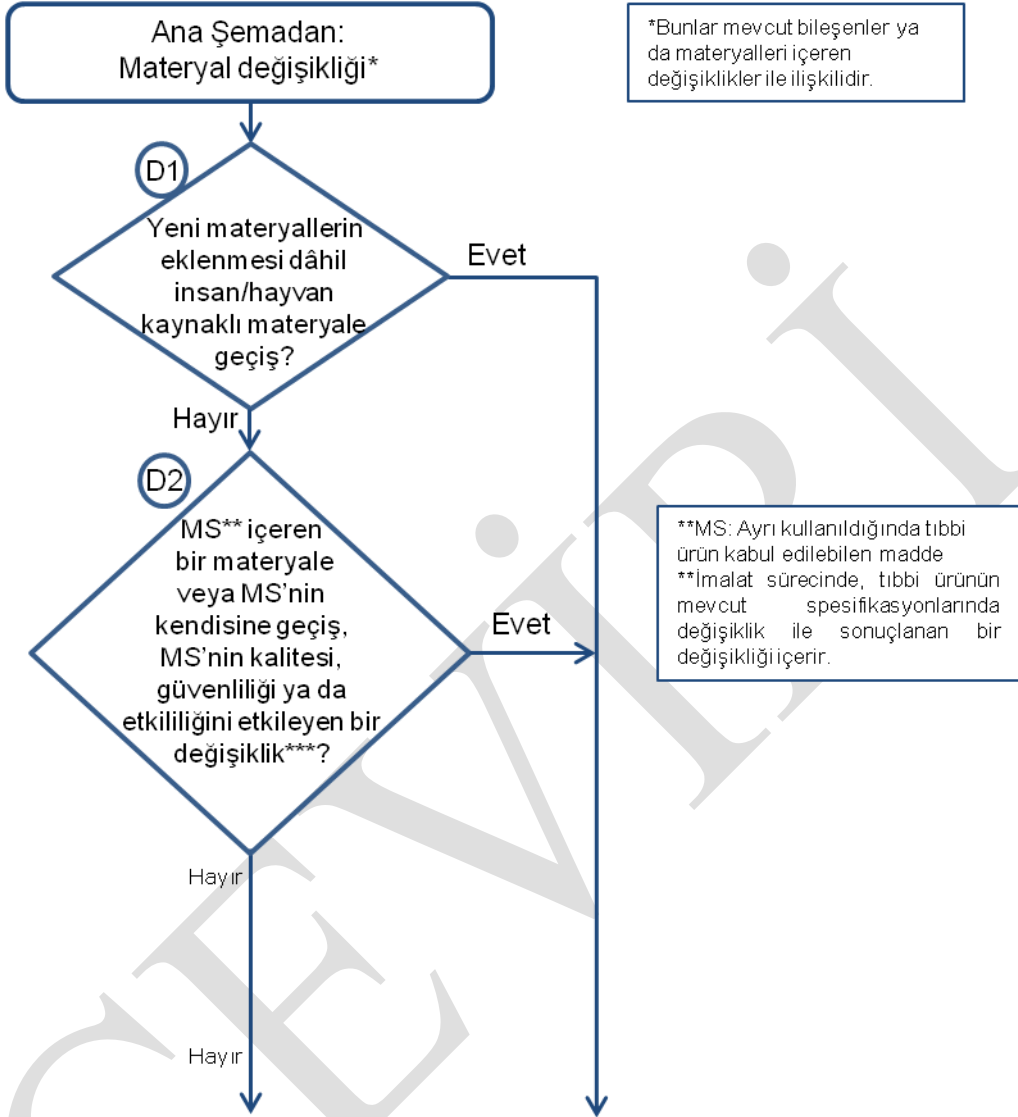 Ana Şemadan:
Materyal değişikliği*
*Bunlar mevcut bileşenler ya
da materyalleri içeren
değişiklikler ile ilişkilidir.
D1
Yeni materyallerin
eklenmesi dâhil
insan/hayvan
kaynaklı materyale
geçiş?
Evet
Hayır
D2
MS** içeren
bir materyale
veya MS’nin
kendisine geçiş,
MS’nin kalitesi,
güvenliliği ya da
etkililiğini etkileyen bir
değişiklik***?
Evet
**MS: Ayrı kullanıldığında tıbbi
ürün kabul edilebilen madde
**İmalat sürecinde, tıbbi ürünün
mevcut spesifikasyonlarında
değişiklik ile sonuçlanan bir
değişikliği içerir.
Hayır
Hayır
ÇEVİRİ